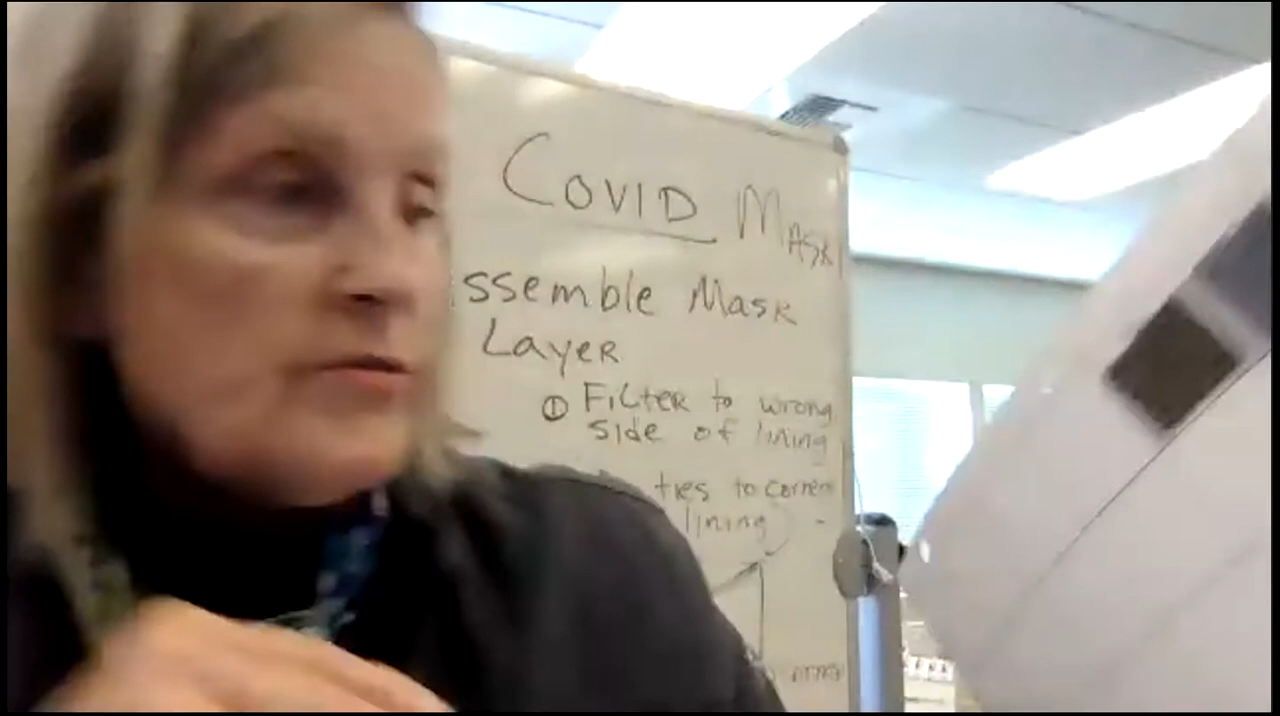 COVID MASK
ssemble Mask
LAYER
① FILTER to wrong
side of lining
ties to corners
lining